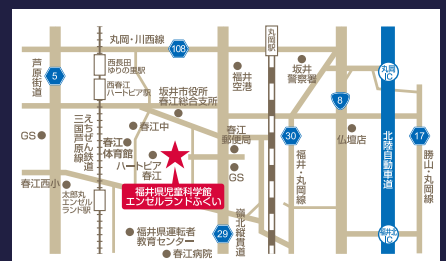 丸岡・川西線
108
丸岡駅
芦原街道
5
西長田
ゆりの里駅
西春江
ハートピア駅
福井
空港
坂井
警察署
丸岡
IC
坂井市役所
春江総合支所
8
GS
えちぜん鉄道
三国芦原線
春江中
春江
体育館
ハートピア
春江
春江
郵便局
GS
30
福井・丸岡線
仏壇店
北陸自動車道
17
勝山・丸岡線
春江西小
太郎丸
エンゼル
ランド駅
福井県児童科学館
エンゼルランドふくい
福井県運転者
教育センター
春江病院
29
嶺北縦貫道
福井北
IC